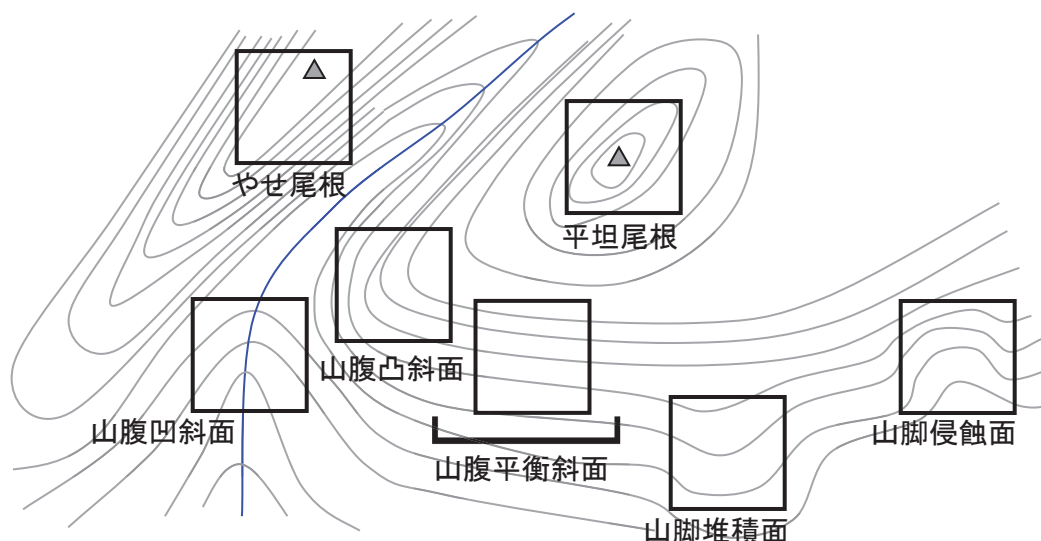 やせ尾根
平坦尾根
山腹凸斜面
山腹凹斜面
山脚侵蝕面
山腹平衡斜面
山脚堆積面